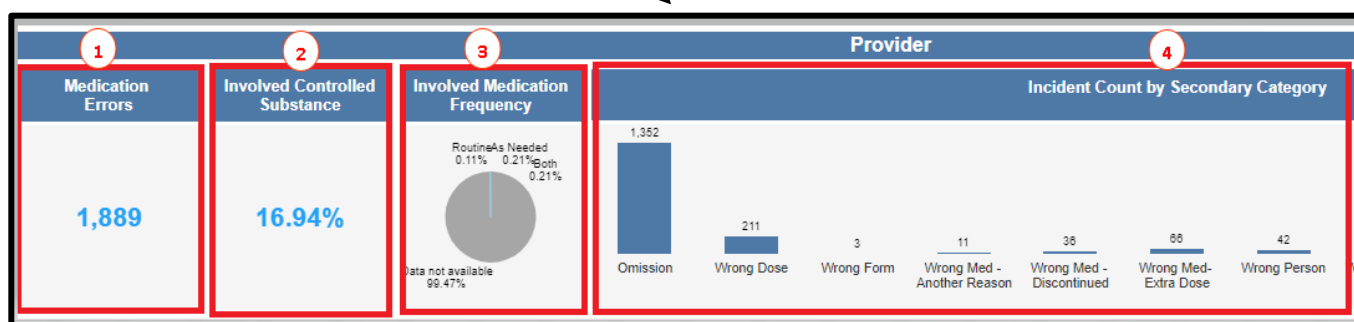 Provider
1
2
3
4
Medication
Errors
Involved Controlled
Substance
Involved Medication
Frequency
Incident Count by Secondary Category
1,889
16.94%
Routine
0.11%
As Needed
0.21%
Both
0.21%
Data not available
99.47%
1,352
Omission
211
Wrong Dose
3
Wrong Form
11
Wrong Med -
Another Reason
36
Wrong Med -
Discontinued
66
Wrong Med-
Extra Dose
42
Wrong Person